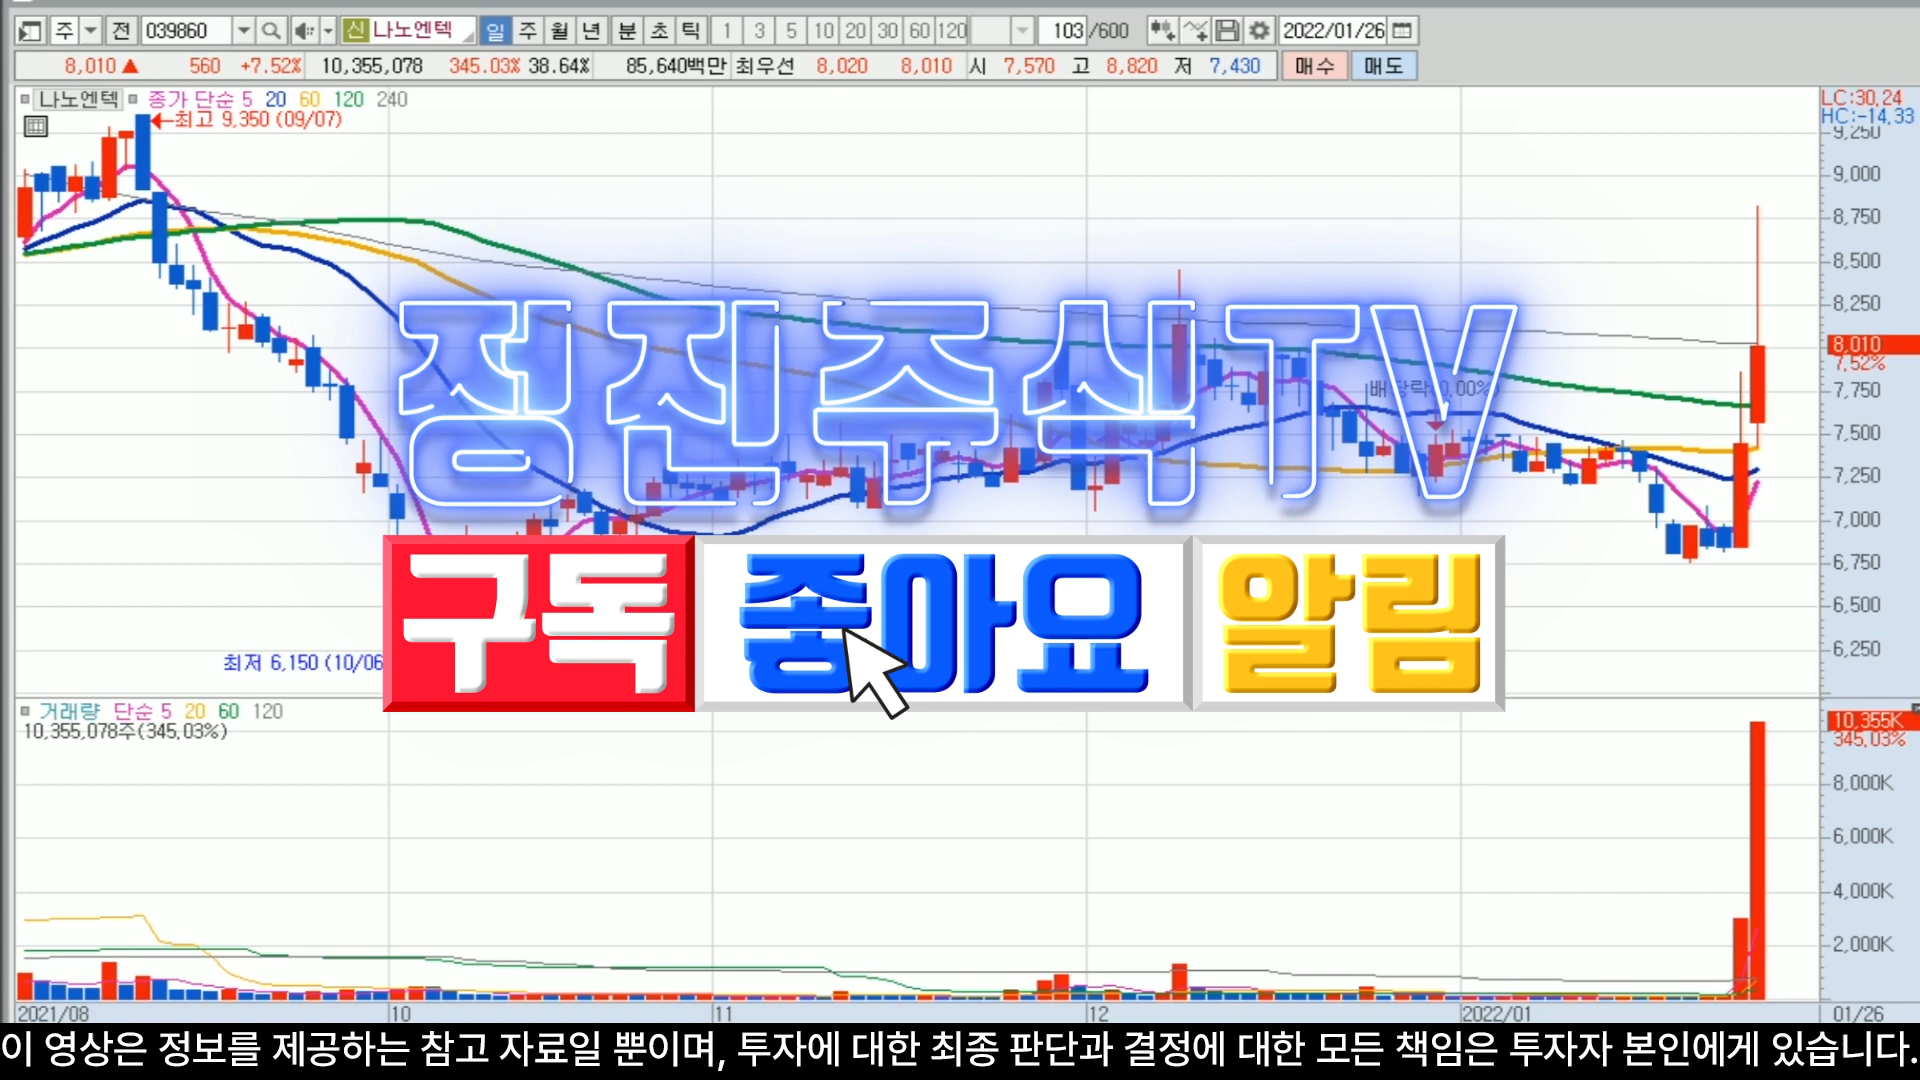 주 전 039860 신 나노엔텍 일 주 월 년 분 초 틱 1 3 5 10 20 30 60 120 103 /600 2022/01/26
8,010 ▲ 560 +7.52% 10,355,078 345.03% 38.64% 85,640백만 최우선 8,020 8,010 시 7,570 고 8,820 저 7,430 매수 매도
나노엔텍 종가 단순 5 20 60 120 240
LC:30.24
HC:-14.33
최고 9,350 (09/07)
9,250
9,000
8,750
8,500
8,250
8,010
7.52%
7,750
7,500
7,250
7,000
6,750
6,500
6,250
정진주식TV
구독 좋아요 알림
최저 6,150 (10/06
거래량 단순 5 20 60 120
10,355,078주(345.03%)
10,355K
345.03%
8,000K
6,000K
4,000K
2,000K
2021/08 10 11 12 2022/01 01/26
이 영상은 정보를 제공하는 참고 자료일 뿐이며, 투자에 대한 최종 판단과 결정에 대한 모든 책임은 투자자 본인에게 있습니다.